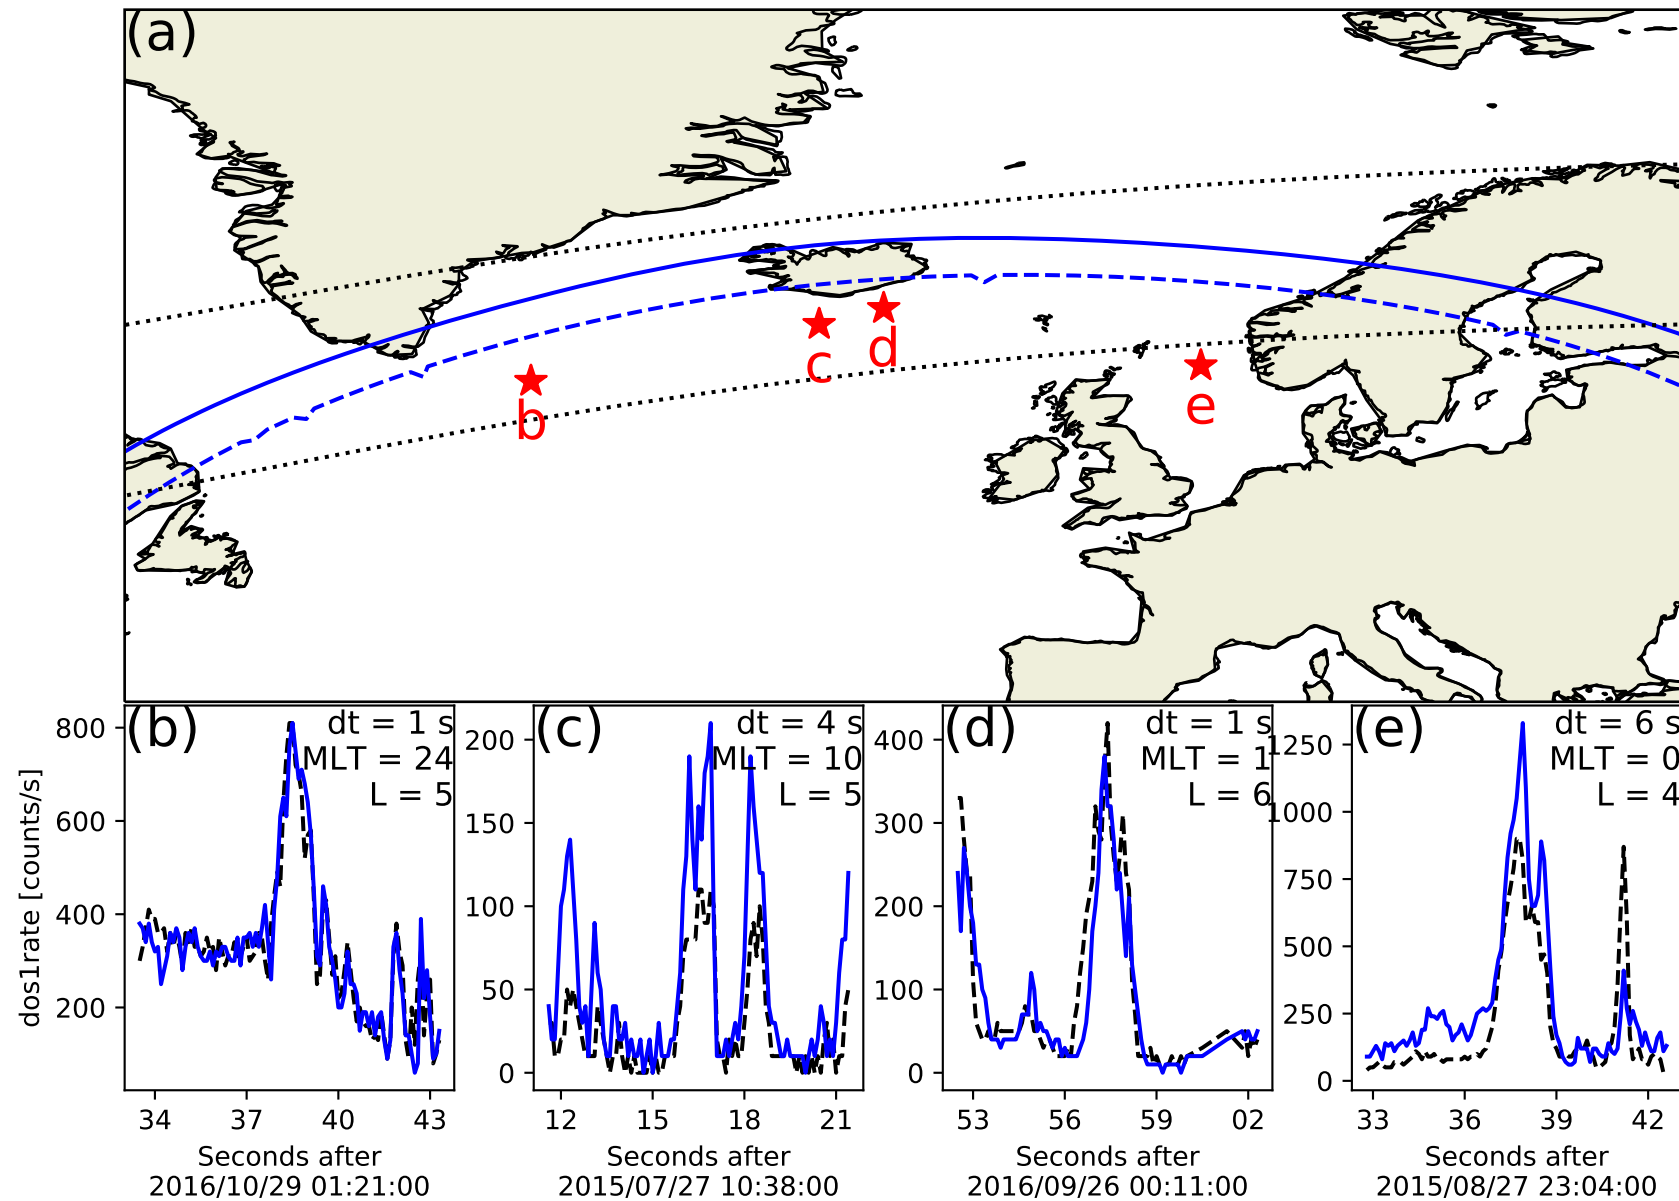 (a)
b
c
d
e
(b)
dt = 1 s
MLT = 24
L = 5
(c)
dt = 4 s
MLT = 10
L = 5
(d)
dt = 1 s
MLT = 1
L = 6
(e)
dt = 6 s
MLT = 0
L = 4
dos1rate [counts/s]
800
600
400
200
200
150
100
50
0
400
300
200
100
0
1250
1000
750
500
250
0
34 37 40 43
12 15 18 21
53 56 59 02
33 36 39 42
Seconds after
2016/10/29 01:21:00
Seconds after
2015/07/27 10:38:00
Seconds after
2016/09/26 00:11:00
Seconds after
2015/08/27 23:04:00